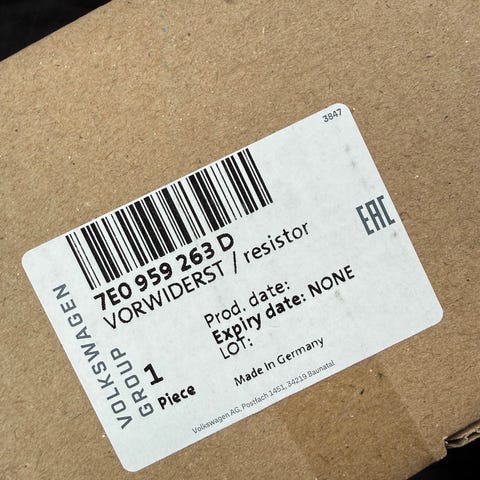 3847
7E0 959 263 D
VORWIDERST / resistor
EAC
Prod. date:
Expiry date: NONE
LOT:
VOLKSWAGEN
GROUP
1
Piece
Made In Germany
Volkswagen AG, Postfach 1451, 34219 Baunatal